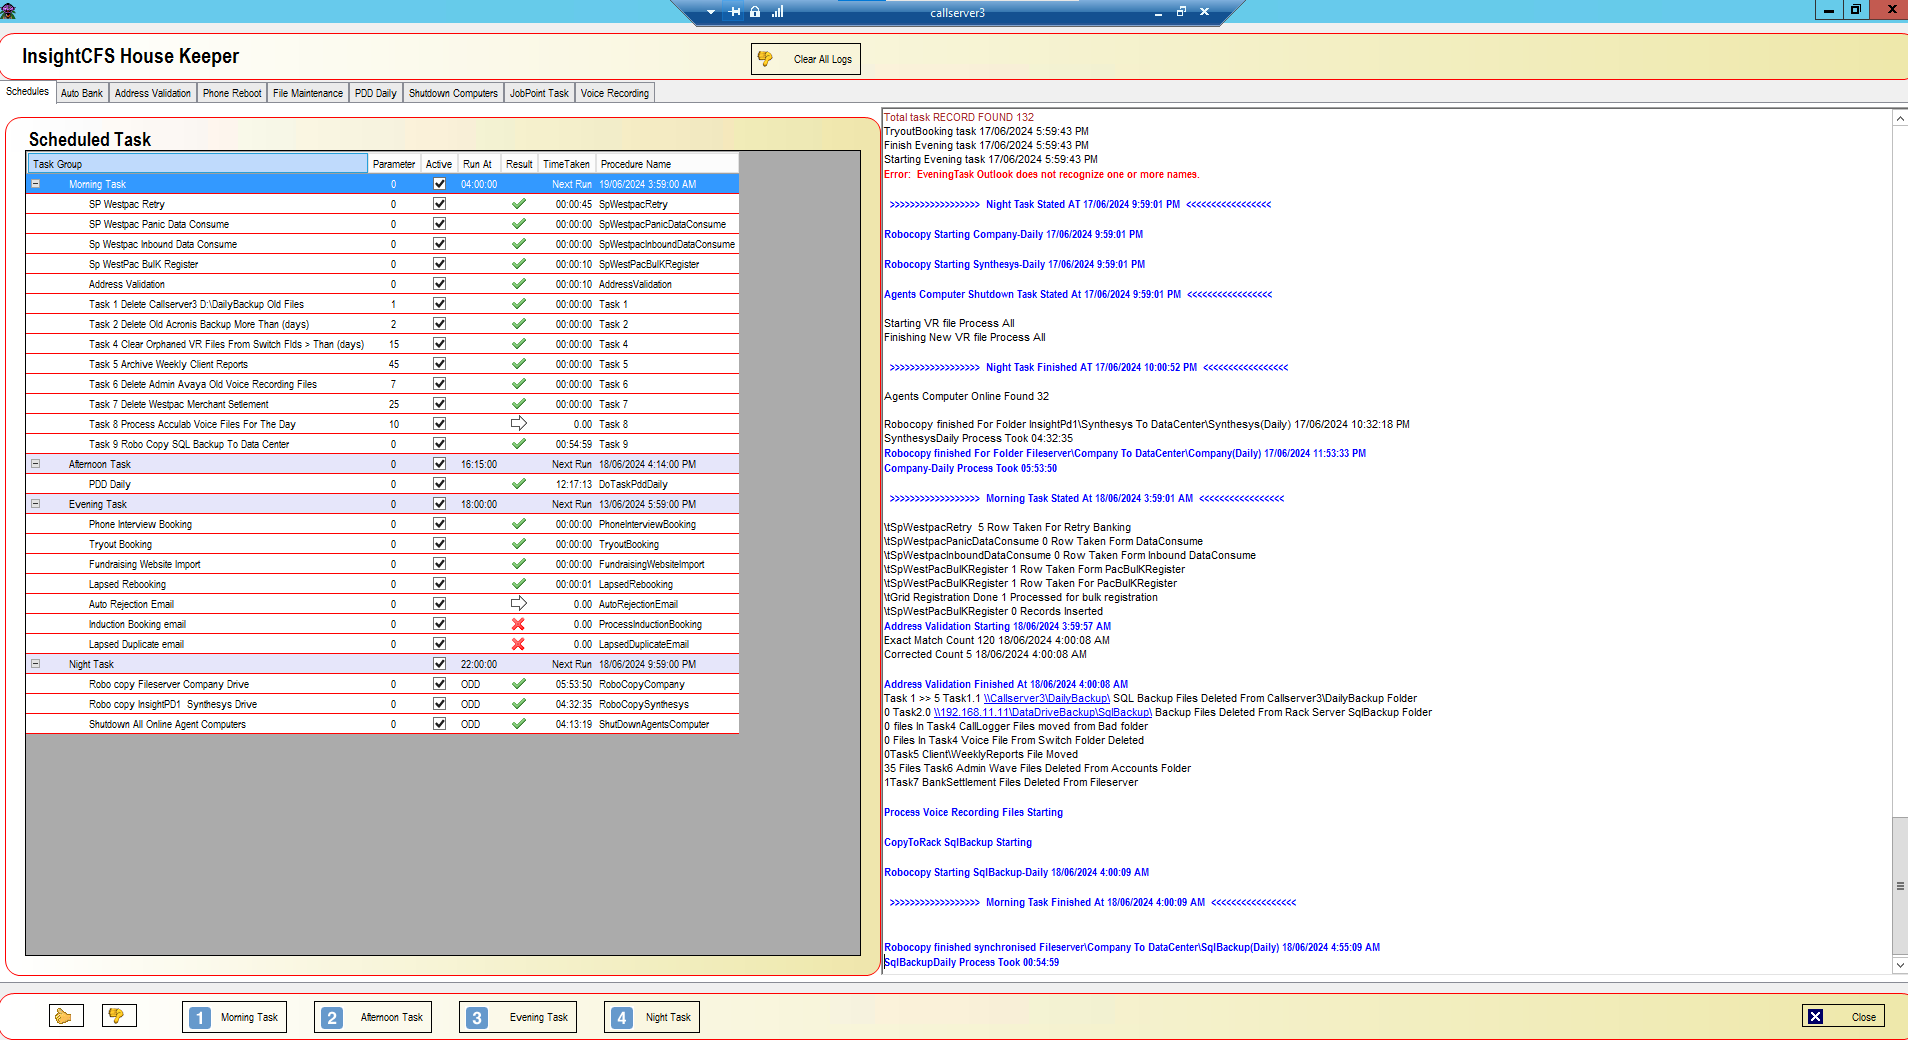 callserver3
InsightCFS House Keeper
Clear All Logs
Schedules Auto Bank Address Validation Phone Reboot File Maintenance PDD Daily Shutdown Computers JobPoint Task Voice Recording
Scheduled Task
Task Group Parameter Active Run At Result TimeTaken Procedure Name
Morning Task 0 04:00:00 Next Run 19/06/2024 3:59:00 AM
SP Westpac Retry 0 00:00:45 SpWestpacRetry
SP Westpac Panic Data Consume 0 00:00:00 SpWestpacPanicDataConsume
Sp Westpac Inbound Data Consume 0 00:00:00 SpWestpacInboundDataConsume
Sp WestPac BulK Register 0 00:00:10 SpWestPacBulKRegister
Address Validation 0 00:00:10 AddressValidation
Task 1 Delete Callserver3 D:\DailyBackup Old Files 1 00:00:00 Task 1
Task 2 Delete Old Acronis Backup More Than (days) 2 00:00:00 Task 2
Task 4 Clear Orphaned VR Files From Switch Flds > Than (days) 15 00:00:00 Task 4
Task 5 Archive Weekly Client Reports 45 00:00:00 Task 5
Task 6 Delete Admin Avaya Old Voice Recording Files 7 00:00:00 Task 6
Task 7 Delete Westpac Merchant Setlement 25 00:00:00 Task 7
Task 8 Process Acculab Voice Files For The Day 10 0.00 Task 8
Task 9 Robo Copy SQL Backup To Data Center 0 00:54:59 Task 9
Afternoon Task 0 16:15:00 Next Run 18/06/2024 4:14:00 PM
PDD Daily 0 12:17:13 DoTaskPddDaily
Evening Task 0 18:00:00 Next Run 13/06/2024 5:59:00 PM
Phone Interview Booking 0 00:00:00 PhoneInterviewBooking
Tryout Booking 0 00:00:00 TryoutBooking
Fundraising Website Import 0 00:00:00 FundraisingWebsiteImport
Lapsed Rebooking 0 00:00:01 LapsedRebooking
Auto Rejection Email 0 0.00 AutoRejectionEmail
Induction Booking email 0 0.00 ProcessInductionBooking
Lapsed Duplicate email 0 0.00 LapsedDuplicateEmail
Night Task 22:00:00 Next Run 18/06/2024 9:59:00 PM
Robo copy Fileserver Company Drive 0 ODD 05:53:50 RoboCopyCompany
Robo copy InsightPD1 Synthesys Drive 0 ODD 04:32:35 RoboCopySynthesys
Shutdown All Online Agent Computers 0 ODD 04:13:19 ShutDownAgentsComputer
Total task RECORD FOUND 132
TryoutBooking task 17/06/2024 5:59:43 PM
Finish Evening task 17/06/2024 5:59:43 PM
Starting Evening task 17/06/2024 5:59:43 PM
Error: EveningTask Outlook does not recognize one or more names.
>>>>>>>>>>>>>>>>>> Night Task Stated AT 17/06/2024 9:59:01 PM <<<<<<<<<<<<<<<<<
Robocopy Starting Company-Daily 17/06/2024 9:59:01 PM
Robocopy Starting Synthesys-Daily 17/06/2024 9:59:01 PM
Agents Computer Shutdown Task Stated At 17/06/2024 9:59:01 PM <<<<<<<<<<<<<<<<<
Starting VR file Process All
Finishing New VR file Process All
>>>>>>>>>>>>>>>>>> Night Task Finished AT 17/06/2024 10:00:52 PM <<<<<<<<<<<<<<<<<
Agents Computer Online Found 32
Robocopy finished For Folder InsightPd1\Synthesys To DataCenter\Synthesys(Daily) 17/06/2024 10:32:18 PM
SynthesysDaily Process Took 04:32:35
Robocopy finished For Folder Fileserver\Company To DataCenter\Company(Daily) 17/06/2024 11:53:33 PM
Company-Daily Process Took 05:53:50
>>>>>>>>>>>>>>>>>> Morning Task Stated At 18/06/2024 3:59:01 AM <<<<<<<<<<<<<<<<<
\tSpWestpacRetry 5 Row Taken For Retry Banking
\tSPWestpacPanicDataConsume 0 Row Taken Form DataConsume
\tSpWestpacInboundDataConsume 0 Row Taken Form Inbound DataConsume
\tSpWestPacBulKRegister 1 Row Taken Form PacBulKRegister
\tSpWestPacBulKRegister 1 Row Taken For PacBulKRegister
\tGrid Registration Done 1 Processed for bulk registration
\tSpWestPacBulKRegister 0 Records Inserted
Address Validation Starting 18/06/2024 3:59:57 AM
Exact Match Count 120 18/06/2024 4:00:08 AM
Corrected Count 5 18/06/2024 4:00:08 AM
Address Validation Finished At 18/06/2024 4:00:08 AM
Task 1 >> 5 Task1.1 \\Callserver3\DailyBackup\ SQL Backup Files Deleted From Callserver3\DailyBackup Folder
0 Task2.0 \\192.168.11.11\DataDriveBackup\SqlBackup\ Backup Files Deleted From Rack Server SqlBackup Folder
0 files In Task4 CallLogger Files moved from Bad folder
0 Files In Task4 Voice File From Switch Folder Deleted
0Task5 Client\WeeklyReports File Moved
35 Files Task6 Admin Wave Files Deleted From Accounts Folder
1Task7 BankSettlement Files Deleted From Fileserver
Process Voice Recording Files Starting
CopyToRack SqlBackup Starting
Robocopy Starting SqlBackup-Daily 18/06/2024 4:00:09 AM
>>>>>>>>>>>>>>>>>> Morning Task Finished At 18/06/2024 4:00:09 AM <<<<<<<<<<<<<<<<<
Robocopy finished synchronised Fileserver\Company To DataCenter\SqlBackup(Daily) 18/06/2024 4:55:09 AM
SqlBackupDaily Process Took 00:54:59
1 Morning Task 2 Afternoon Task 3 Evening Task 4 Night Task Close